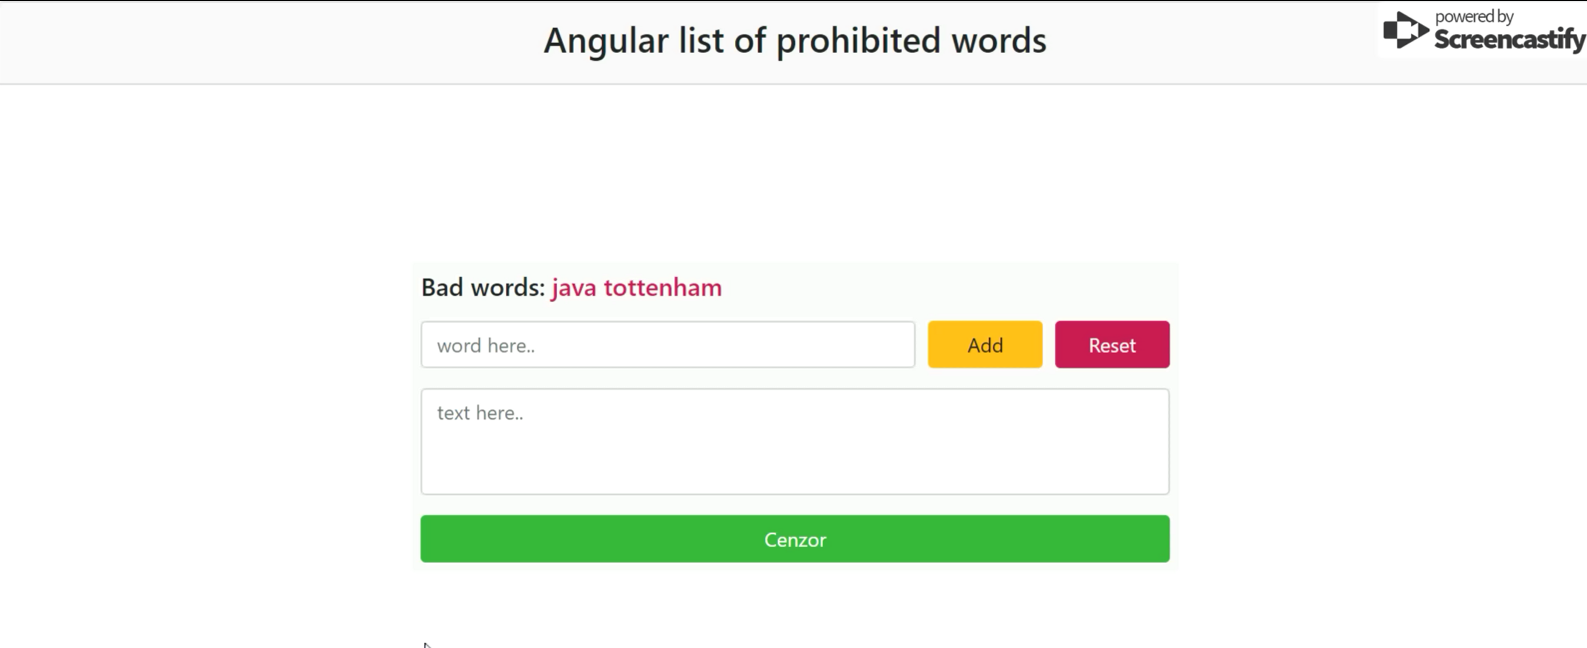 Angular list of prohibited words
powered by
Screencastify
Bad words: java tottenham
word here..
Add
Reset
text here..
Cenzor